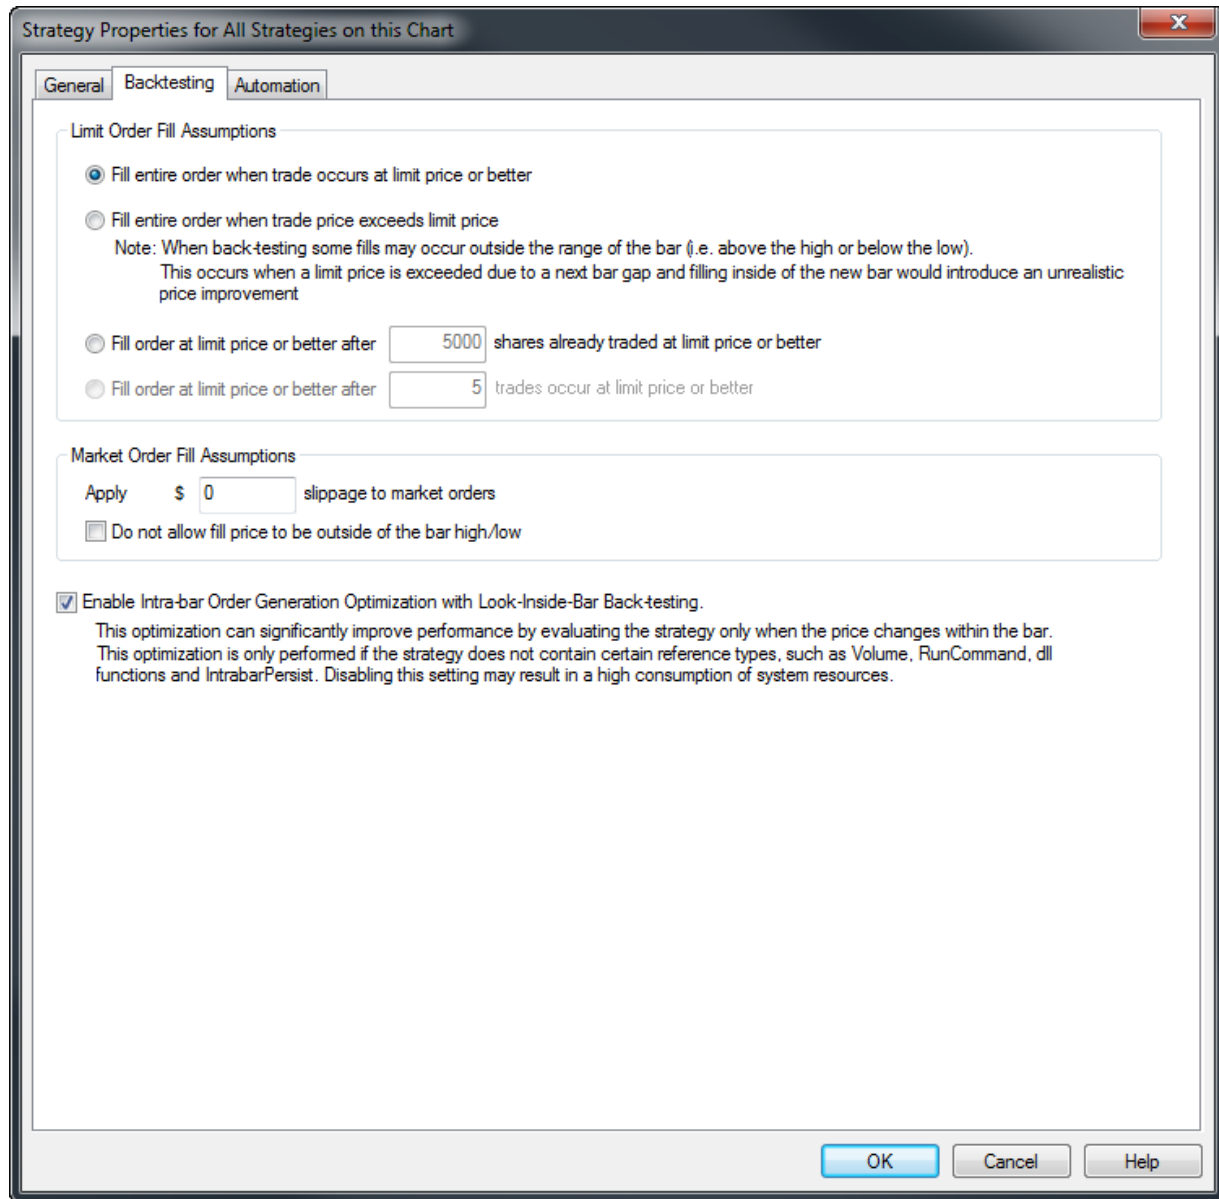 Strategy Properties for All Strategies on this Chart
X
General Backtesting Automation
Limit Order Fill Assumptions
Fill entire order when trade occurs at limit price or better
Fill entire order when trade price exceeds limit price
Note: When back-testing some fills may occur outside the range of the bar (i.e. above the high or below the low).
This occurs when a limit price is exceeded due to a next bar gap and filling inside of the new bar would introduce an unrealistic
price improvement
Fill order at limit price or better after 5000 shares already traded at limit price or better
Fill order at limit price or better after 5 trades occur at limit price or better
Market Order Fill Assumptions
Apply $ 0 slippage to market orders
Do not allow fill price to be outside of the bar high/low
Enable Intra-bar Order Generation Optimization with Look-Inside-Bar Back-testing.
This optimization can significantly improve performance by evaluating the strategy only when the price changes within the bar.
This optimization is only performed if the strategy does not contain certain reference types, such as Volume, RunCommand, dll
functions and IntrabarPersist. Disabling this setting may result in a high consumption of system resources.
OK Cancel Help